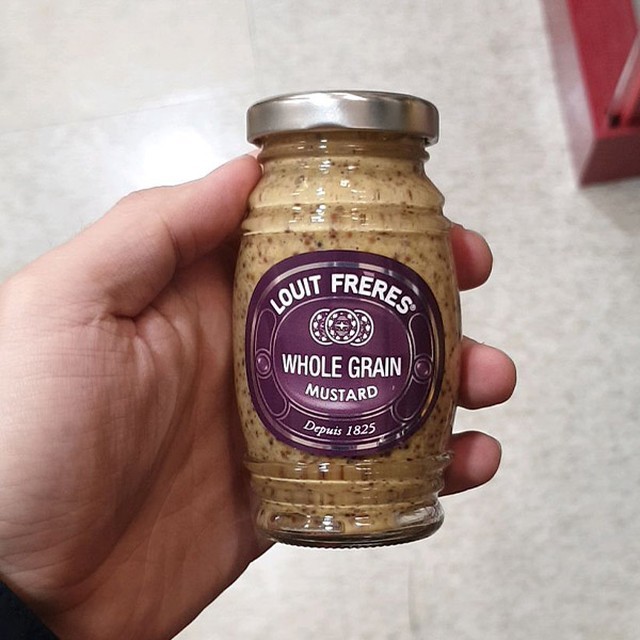 LOUIT FRERES®
WHOLE GRAIN
MUSTARD
Depuis 1825